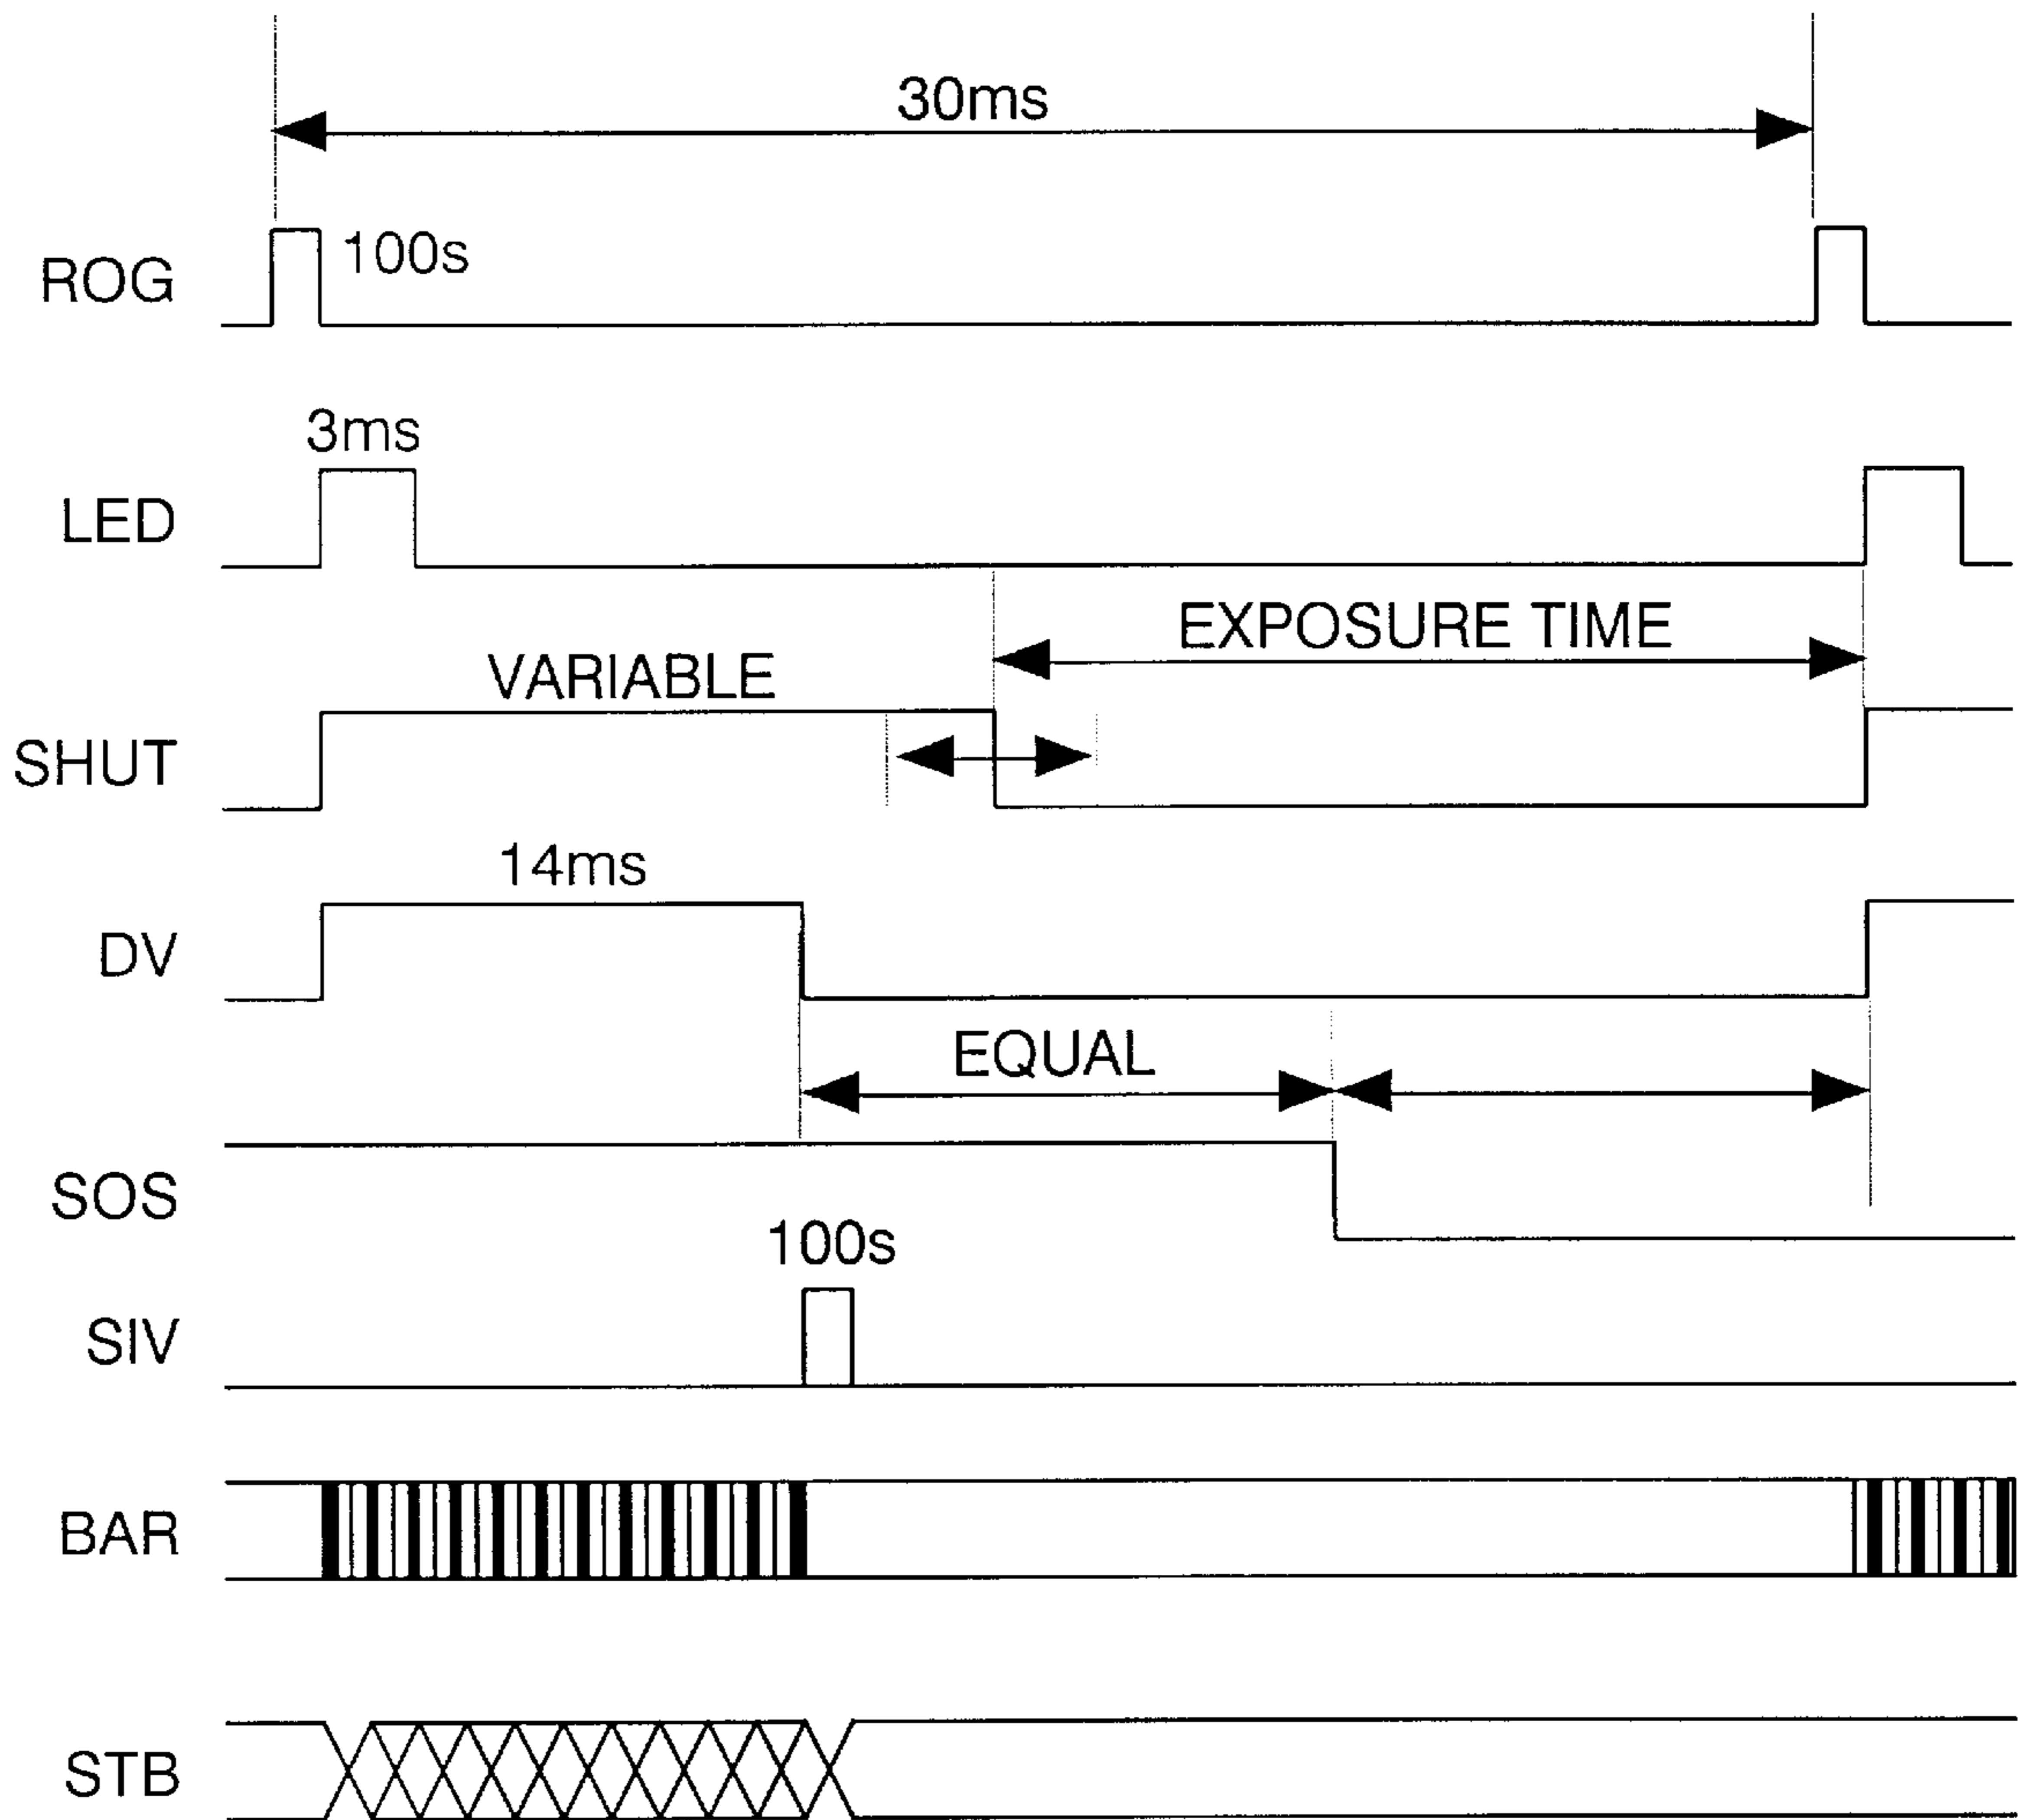 30ms
100s
ROG
3ms
LED
EXPOSURE TIME
VARIABLE
SHUT
14ms
DV
EQUAL
SOS
100s
SIV
BAR
STB